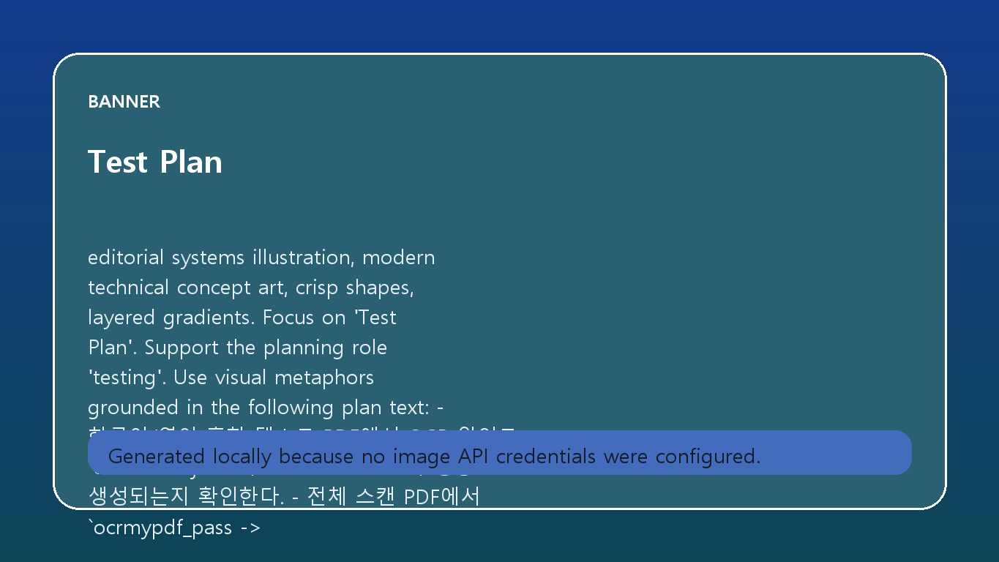 BANNER
Test Plan
editorial systems illustration, modern
technical concept art, crisp shapes,
layered gradients. Focus on 'Test
Plan'. Support the planning role
'testing'. Use visual metaphors
grounded in the following plan text: -
Generated locally because no image API credentials were configured.
생성되는지 확인한다. - 전체 스캔 PDF에서
`ocrmypdf_pass ->